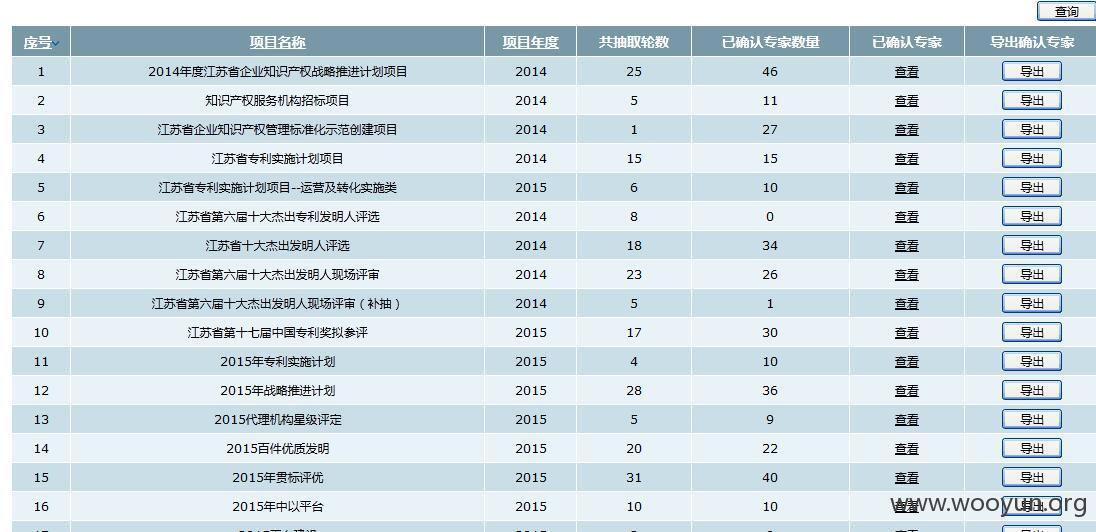 查询
序号 项目名称 项目年度 共抽取轮数 已确认专家数量 已确认专家 导出确认专家
1 2014年度江苏省企业知识产权战略推进计划项目 2014 25 46 查看 导出
2 知识产权服务机构招标项目 2014 5 11 查看 导出
3 江苏省企业知识产权管理标准化示范创建项目 2014 1 27 查看 导出
4 江苏省专利实施计划项目 2014 15 15 查看 导出
5 江苏省专利实施计划项目--运营及转化实施类 2015 6 10 查看 导出
6 江苏省第六届十大杰出专利发明人评选 2014 8 0 查看 导出
7 江苏省十大杰出发明人评选 2014 18 34 查看 导出
8 江苏省第六届十大杰出发明人现场评审 2014 23 26 查看 导出
9 江苏省第六届十大杰出发明人现场评审（补抽） 2014 5 1 查看 导出
10 江苏省第十七届中国专利奖拟参评 2015 17 30 查看 导出
11 2015年专利实施计划 2015 4 10 查看 导出
12 2015年战略推进计划 2015 28 36 查看 导出
13 2015代理机构星级评定 2015 5 9 查看 导出
14 2015百件优质发明 2015 20 22 查看 导出
15 2015年贯标评优 2015 31 40 查看 导出
16 2015年中以平台 2015 10 10 查看 导出
www.wooyun.org